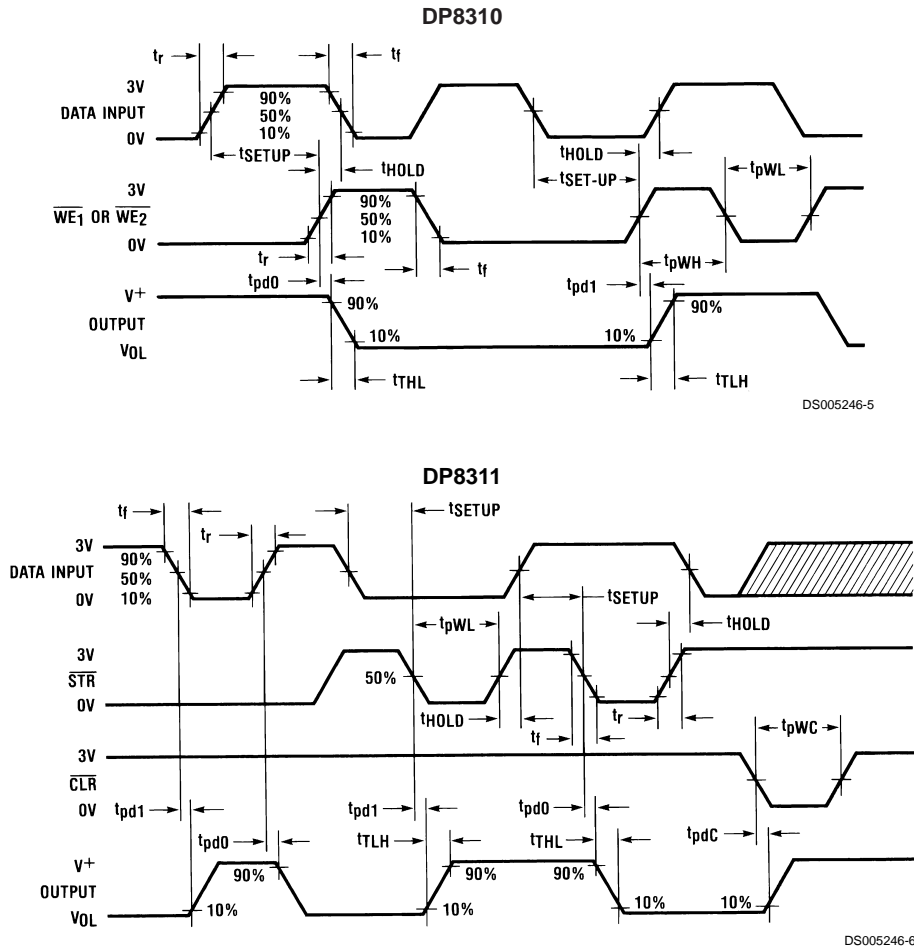 DP8310
tr
tf
3V
90%
DATA INPUT
50%
10%
0V
tSETUP
tHOLD
tHOLD
tSET-UP
tpWL
3V
90%
WE1 OR WE2
50%
10%
0V
tr
tf
tpWH
tpd0
tpd1
V+
90%
90%
OUTPUT
10%
10%
VOL
tTHL
tTLH
DS005246-5
DP8311
tf
tr
tSETUP
3V
90%
DATA INPUT
50%
10%
0V
tSETUP
tpWL
tHOLD
3V
STR
50%
0V
tHOLD
tf
tr
tpWC
3V
CLR
0V
tpd1
tpd0
tpd1
tTLH
tpd0
tTHL
tpdC
V+
90%
90%
90%
OUTPUT
10%
10%
10%
10%
VOL
DS005246-6